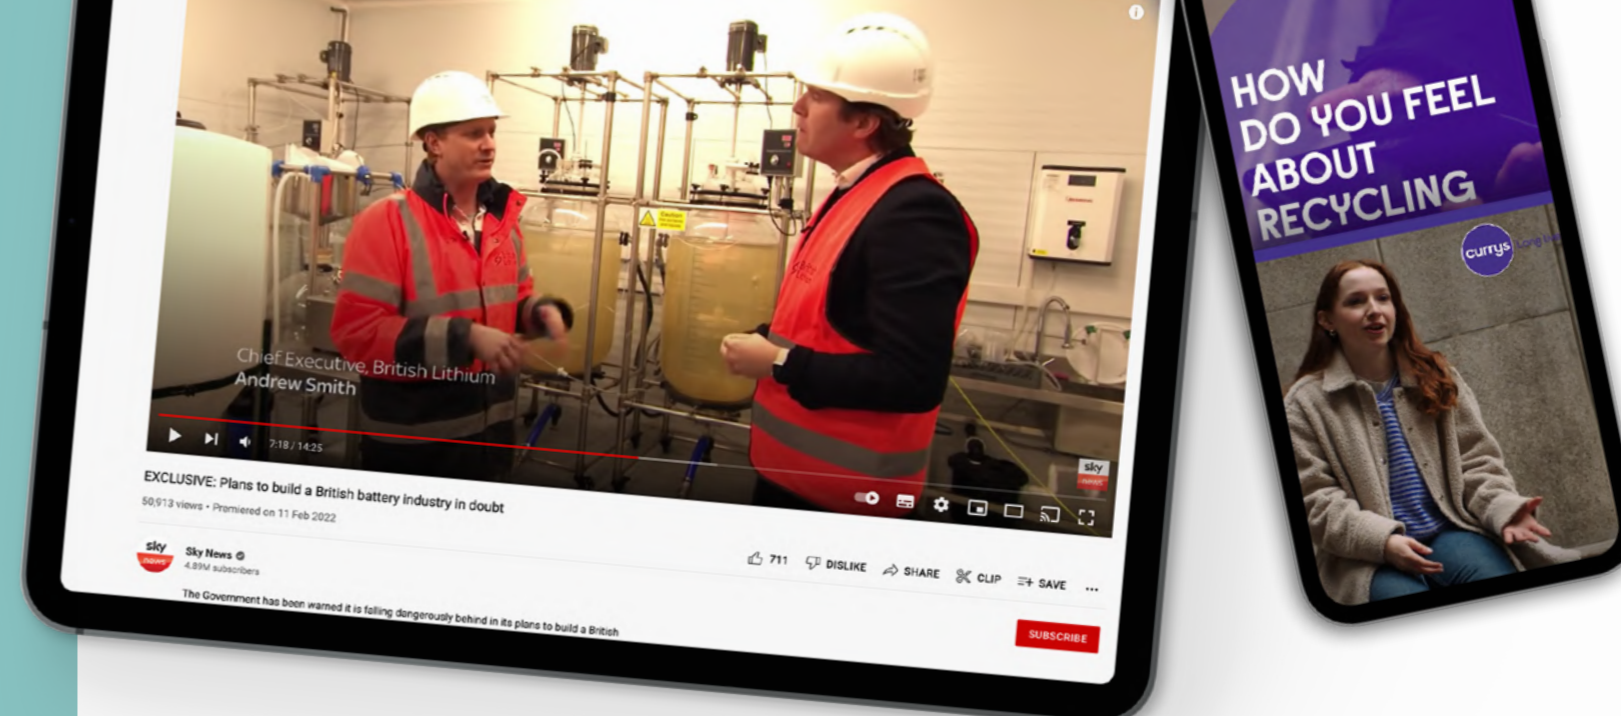 Chief Executive, British Lithium
Andrew Smith
7:18 / 14:25
sky
news
EXCLUSIVE: Plans to build a British battery industry in doubt
50,913 views • Premiered on 11 Feb 2022
711
DISLIKE
SHARE
CLIP
SAVE
sky
news
Sky News
4.89M subscribers
The Government has been warned it is falling dangerously behind in its plans to build a British
SUBSCRIBE
Caution
HOW
DO YOU FEEL
ABOUT
RECYCLING
currys